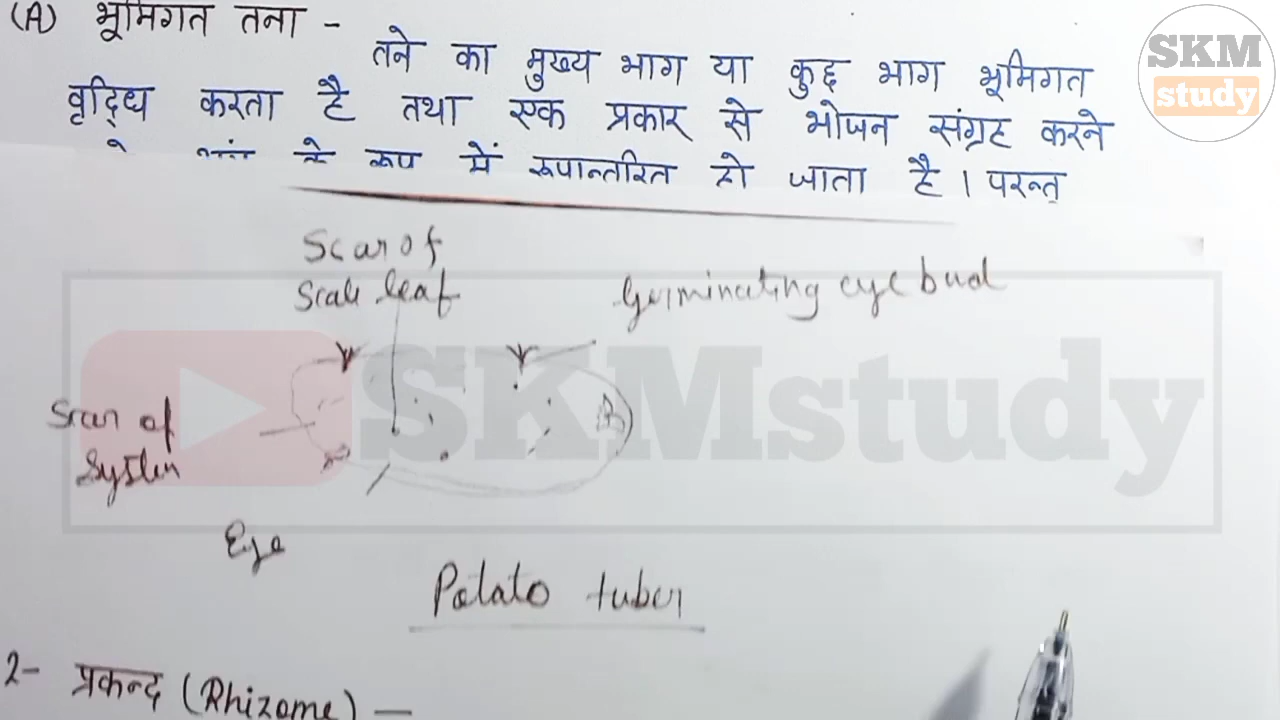 (A) भूमिगत तना -
तने का मुख्य भाग या कुछ भाग भूमिगत
वृद्धि करता है तथा एक प्रकार से भोजन संग्रह करने
के रूप में रूपान्तरित हो जाता है। परन्तु
Scar of
Scale leaf
Germinating eye bud
Scar of
System
Eye
Potato tuber
2- प्रकन्द (Rhizome) —
SKM
study
SKMstudy